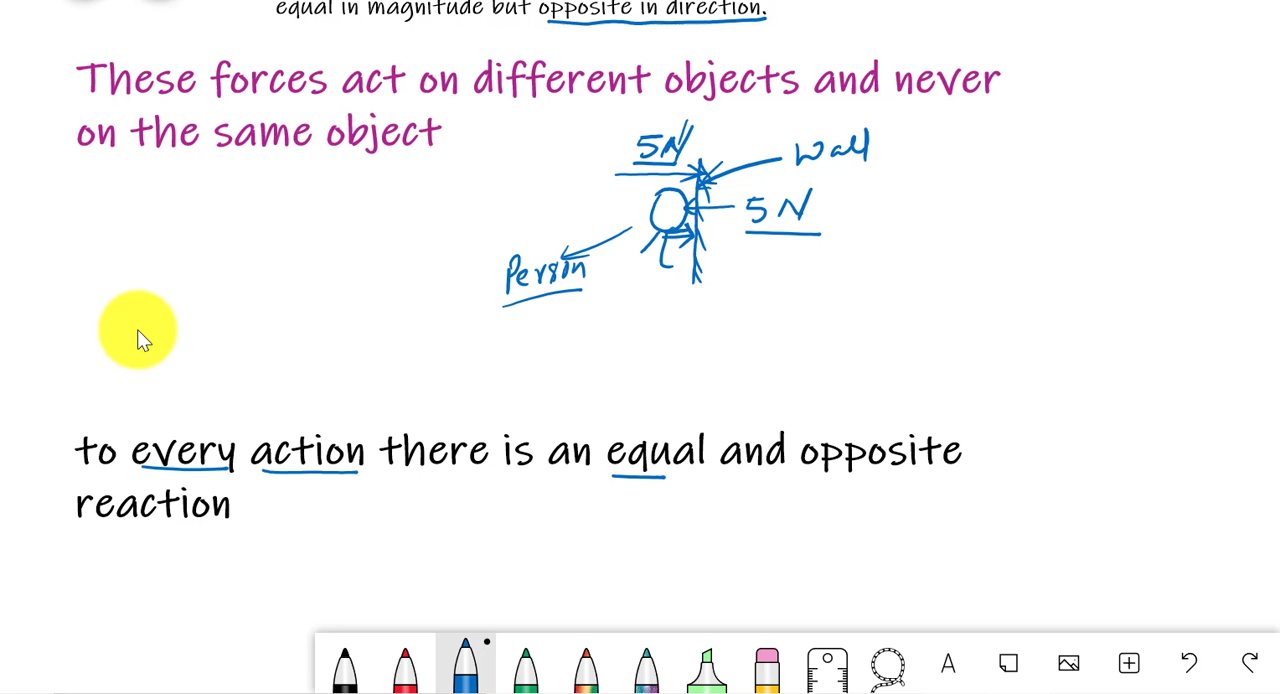 equal in magnitude but opposite in direction.
These forces act on different objects and never
on the same object
5N
Wall
5N
Person
to every action there is an equal and opposite
reaction
A